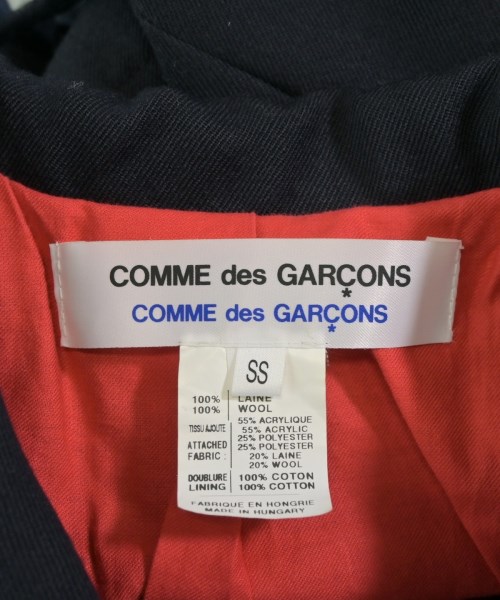 COMME des GARÇONS
COMME des GARÇONS
SS
100% LAINE
100% WOOL
55% ACRYLIQUE
TISSU AJOUTE 55% ACRYLIC
25% POLYESTER
ATTACHED 25% POLYESTER
FABRIC : 20% LAINE
20% WOOL
DOUBLURE 100% COTON
LINING 100% COTTON
FABRIQUE EN HONGRIE
MADE IN HUNGARY